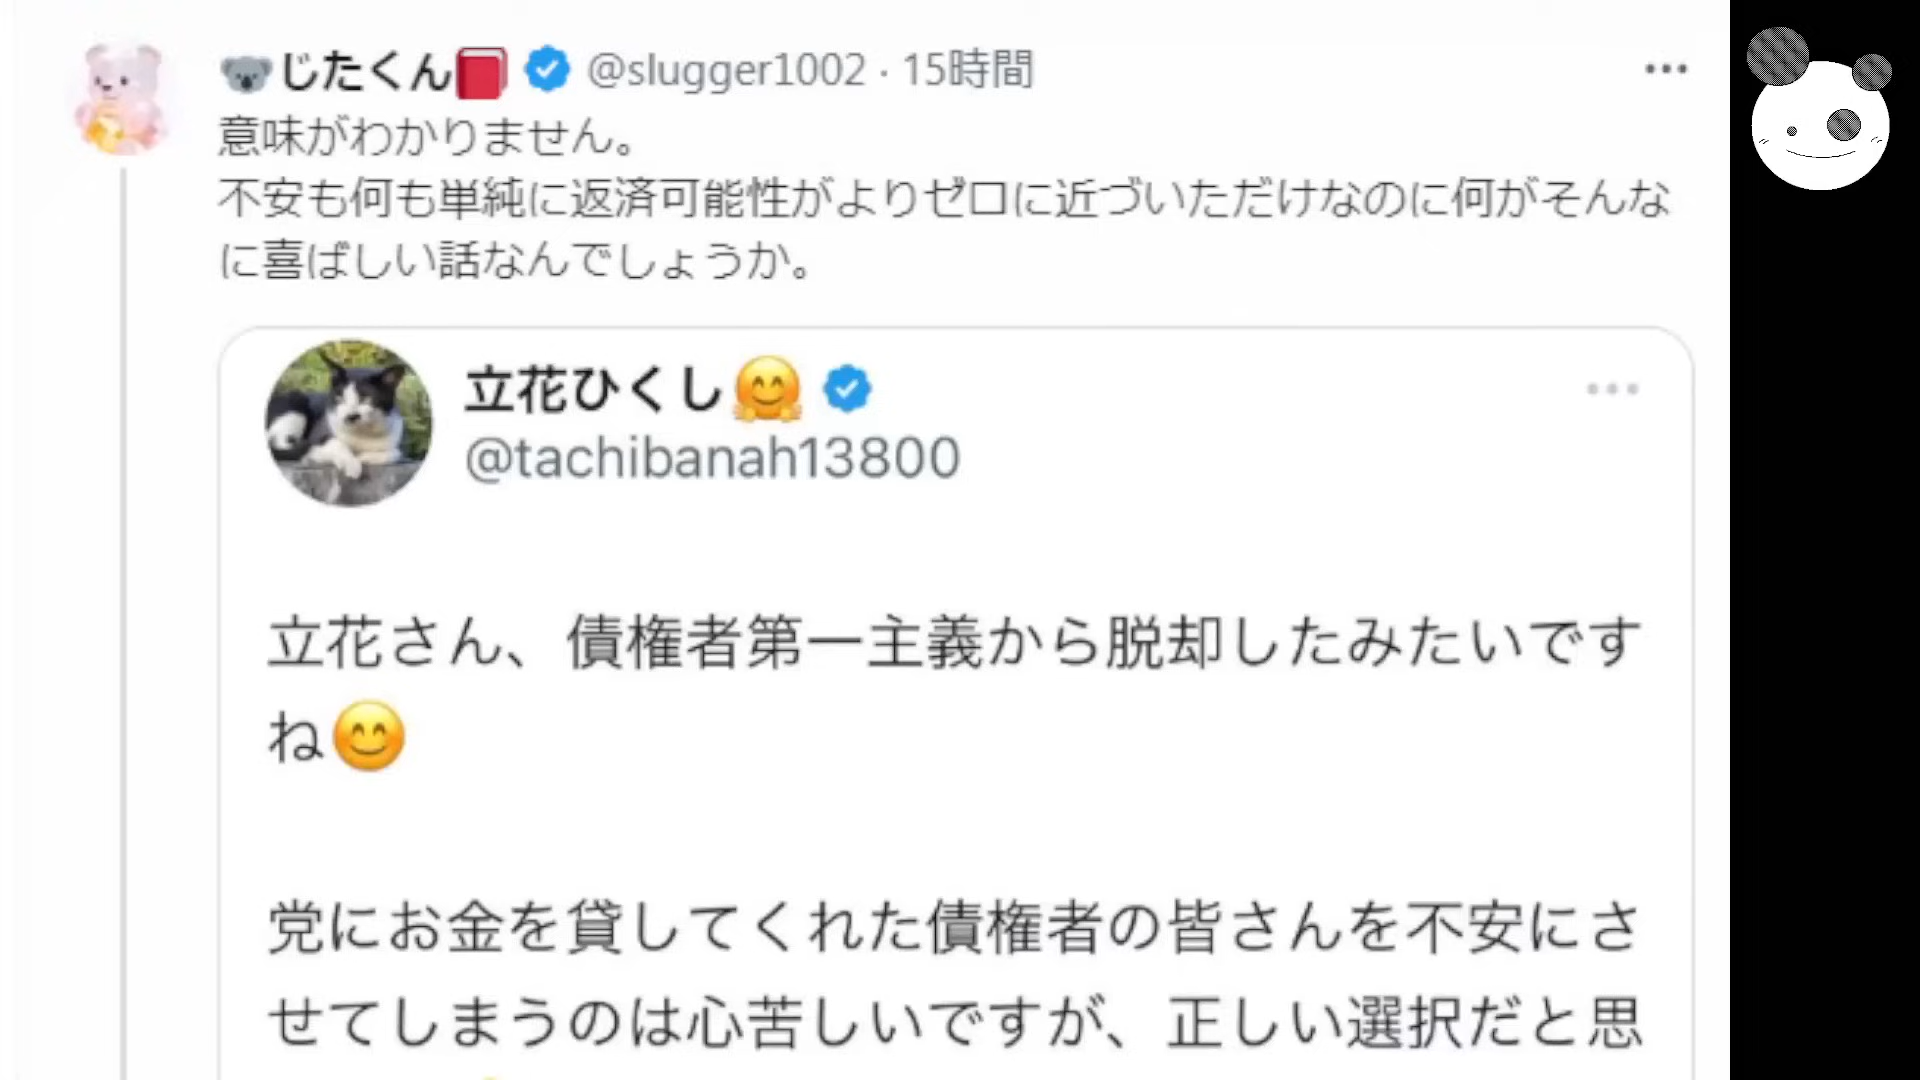 🐨じたくん📕 @slugger1002 · 15時間
意味がわかりません。
不安も何も単純に返済可能性がよりゼロに近づいただけなのに何がそんな
に喜ばしい話なんでしょうか。
立花ひくし🤗
@tachibanah13800
立花さん、債権者第一主義から脱却したみたいです
ね😊
党にお金を貸してくれた債権者の皆さんを不安にさ
せてしまうのは心苦しいですが、正しい選択だと思